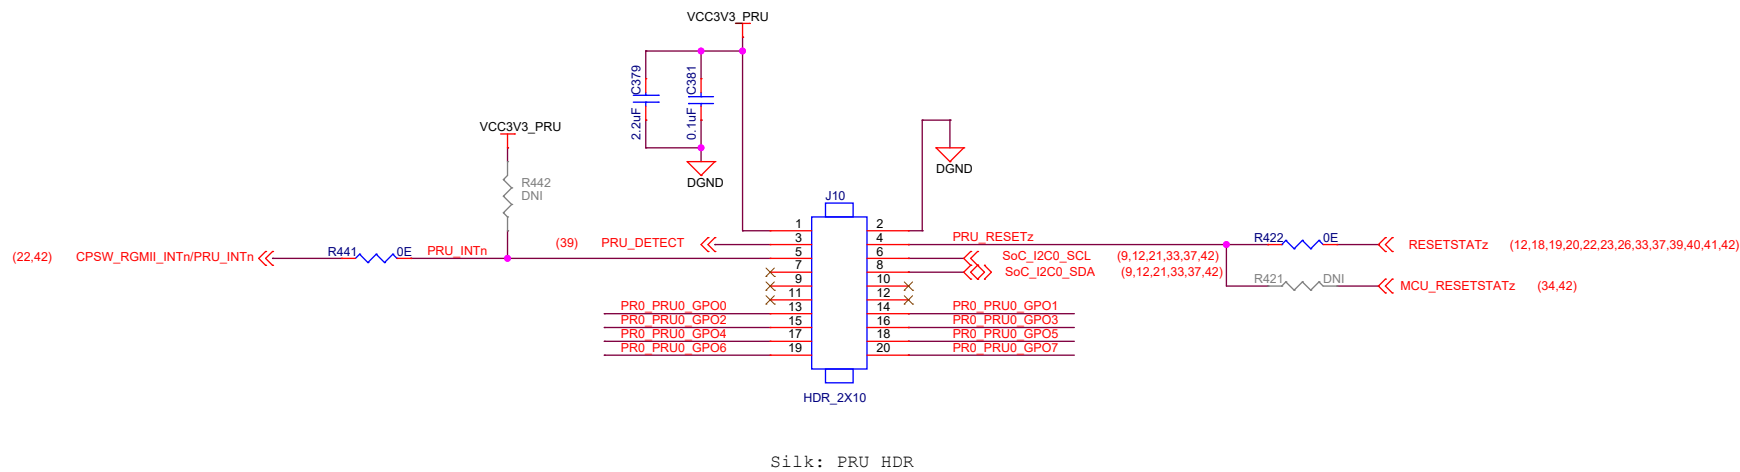 VCC3V3_PRU
C379
2.2uF
C381
0.1uF
DGND
VCC3V3_PRU
R442
DNI
DGND
J10
1 2
3 4
5 6
7 8
9 10
11 12
13 14
15 16
17 18
19 20
HDR_2X10
(22,42) CPSW_RGMII_INTn/PRU_INTn
R441 0E
PRU_INTn
(39) PRU_DETECT
PRU_RESETz
SoC_I2C0_SCL (9,12,21,33,37,42)
SoC_I2C0_SDA (9,12,21,33,37,42)
R422 0E
RESETSTATz (12,18,19,20,22,23,26,33,37,39,40,41,42)
R421 DNI
MCU_RESETSTATz (34,42)
PR0_PRU0_GPO0 PR0_PRU0_GPO1
PR0_PRU0_GPO2 PR0_PRU0_GPO3
PR0_PRU0_GPO4 PR0_PRU0_GPO5
PR0_PRU0_GPO6 PR0_PRU0_GPO7
Silk: PRU HDR